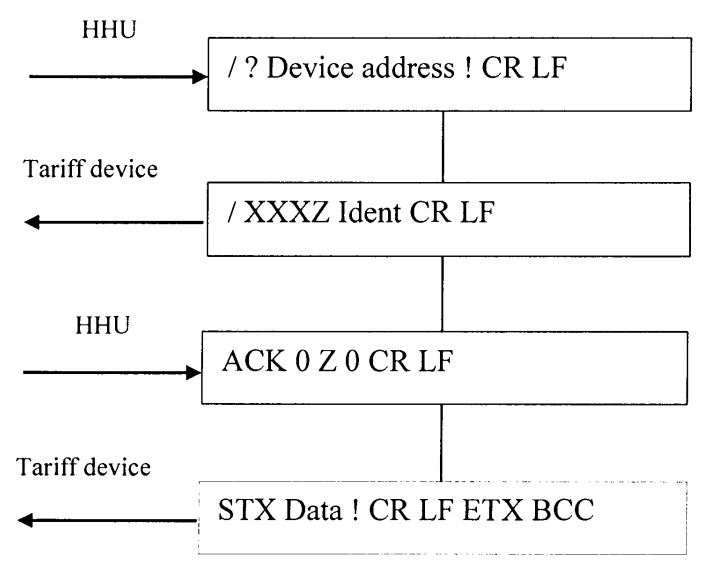 HHU
/ ? Device address ! CR LF
Tariff device
/ XXXZ Ident CR LF
HHU
ACK 0 Z 0 CR LF
Tariff device
STX Data ! CR LF ETX BCC